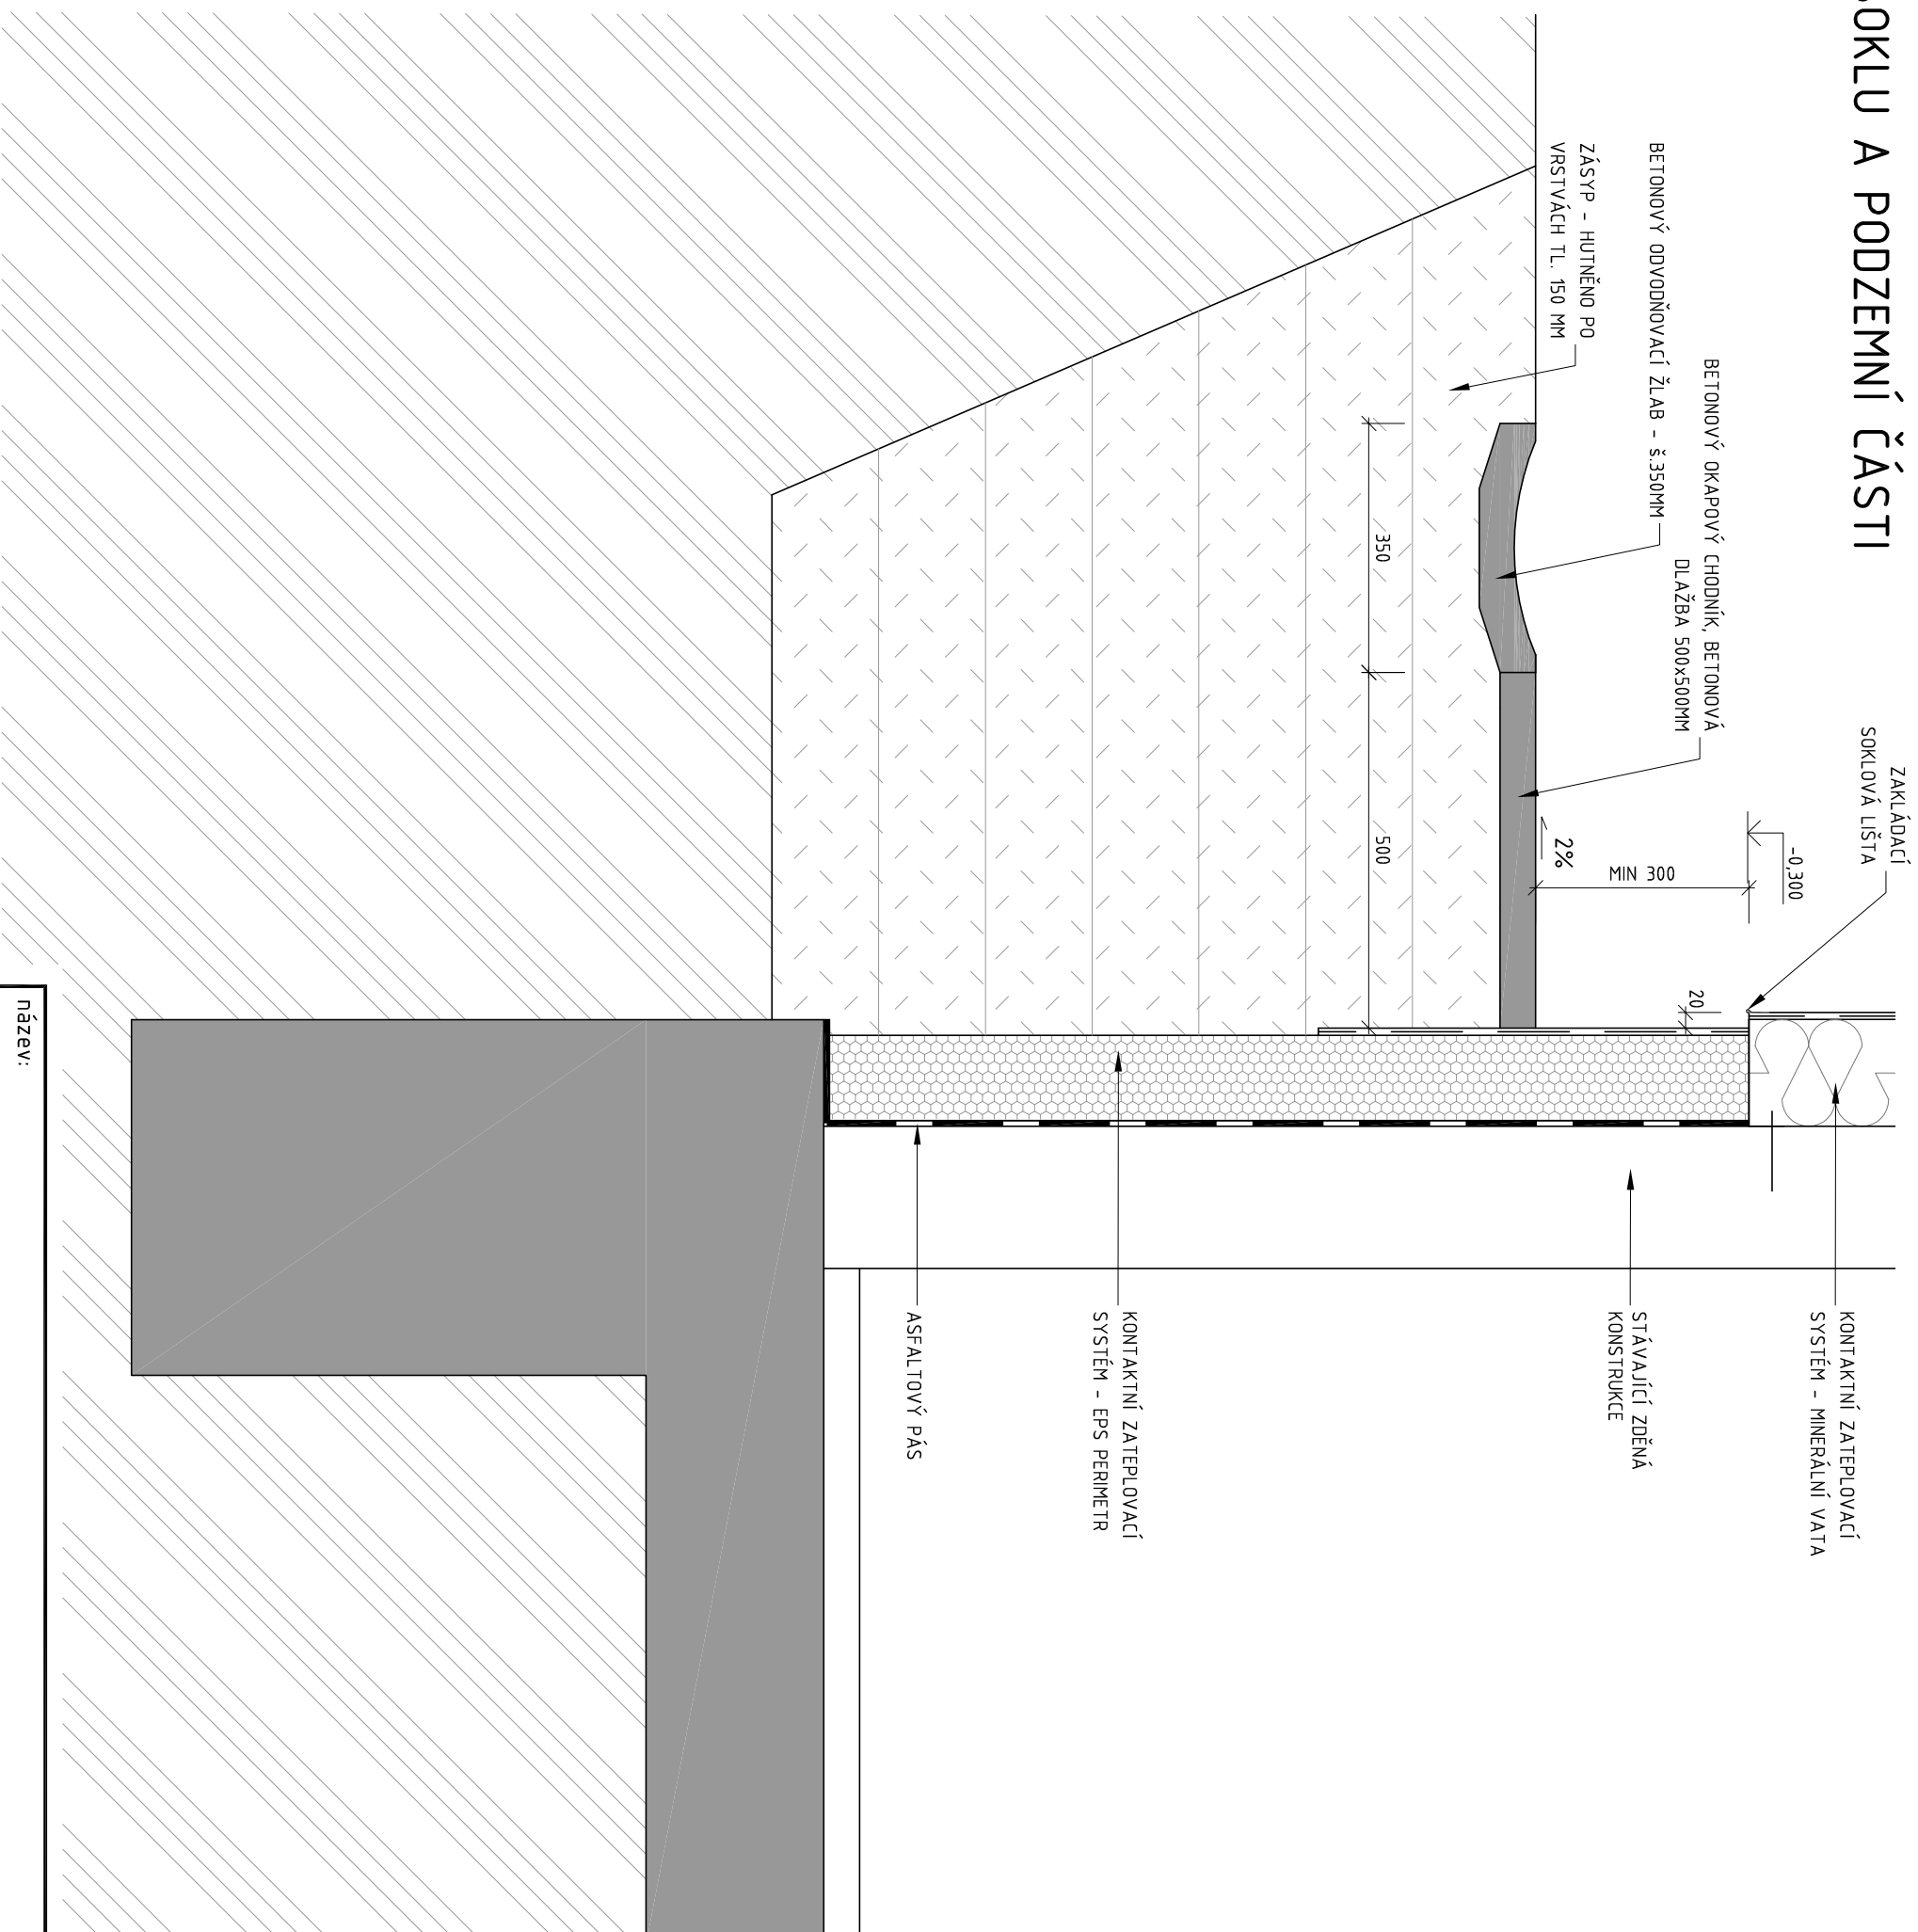 OKLU A PODZEMNÍ ČÁSTI
ZAKLÁDACÍ
SOKLOVÁ LIŠTA
-0,300
BETONOVÝ OKAPOVÝ CHODNÍK, BETONOVÁ
DLAŽBA 500x500MM
BETONOVÝ ODVODŇOVACÍ ŽLAB - Š.350MM
ZÁSYP - HUTNĚNO PO
VRSTVÁCH TL. 150 MM
MIN 300
2%
20
350
500
KONTAKTNÍ ZATEPLOVACÍ
SYSTÉM - MINERÁLNÍ VATA
STÁVAJÍCÍ ZDĚNÁ
KONSTRUKCE
KONTAKTNÍ ZATEPLOVACÍ
SYSTÉM - EPS PERIMETR
ASFALTOVÝ PÁS
název: